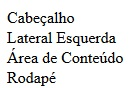 Cabeçalho
Lateral Esquerda
Área de Conteúdo
Rodapé